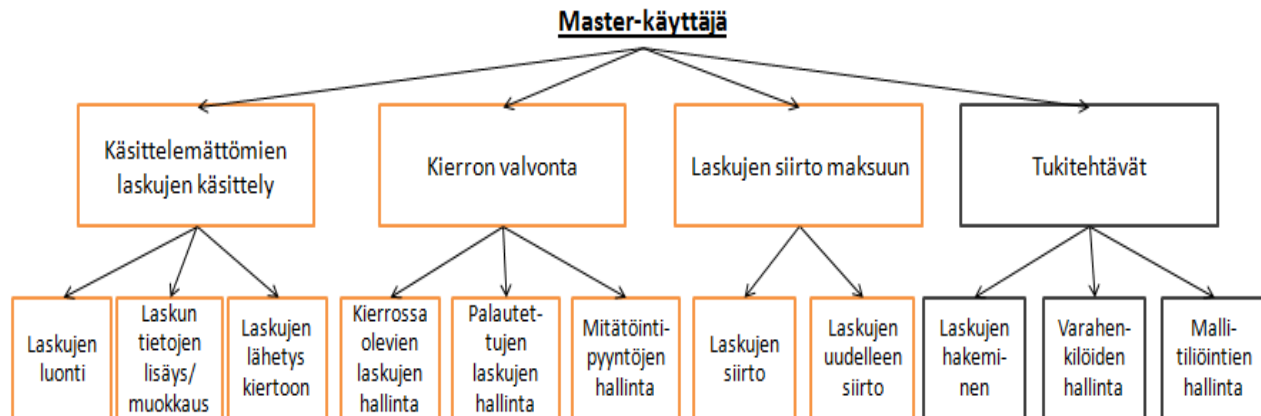 Master-käyttäjä
Käsittelemättömien
laskujen käsittely
Kierron valvonta
Laskujen siirto maksuun
Tukitehtävät
Laskujen
luonti
Laskun
tietojen
lisäys/
muokkaus
Laskujen
lähetys
kiertoon
Kierrossa
olevien
laskujen
hallinta
Palautet-
tujen
laskujen
hallinta
Mitätöinti-
pyyntöjen
hallinta
Laskujen
siirto
Laskujen
uudelleen
siirto
Laskujen
hakemi-
nen
Varahen-
kilöiden
hallinta
Malli-
tiliöintien
hallinta